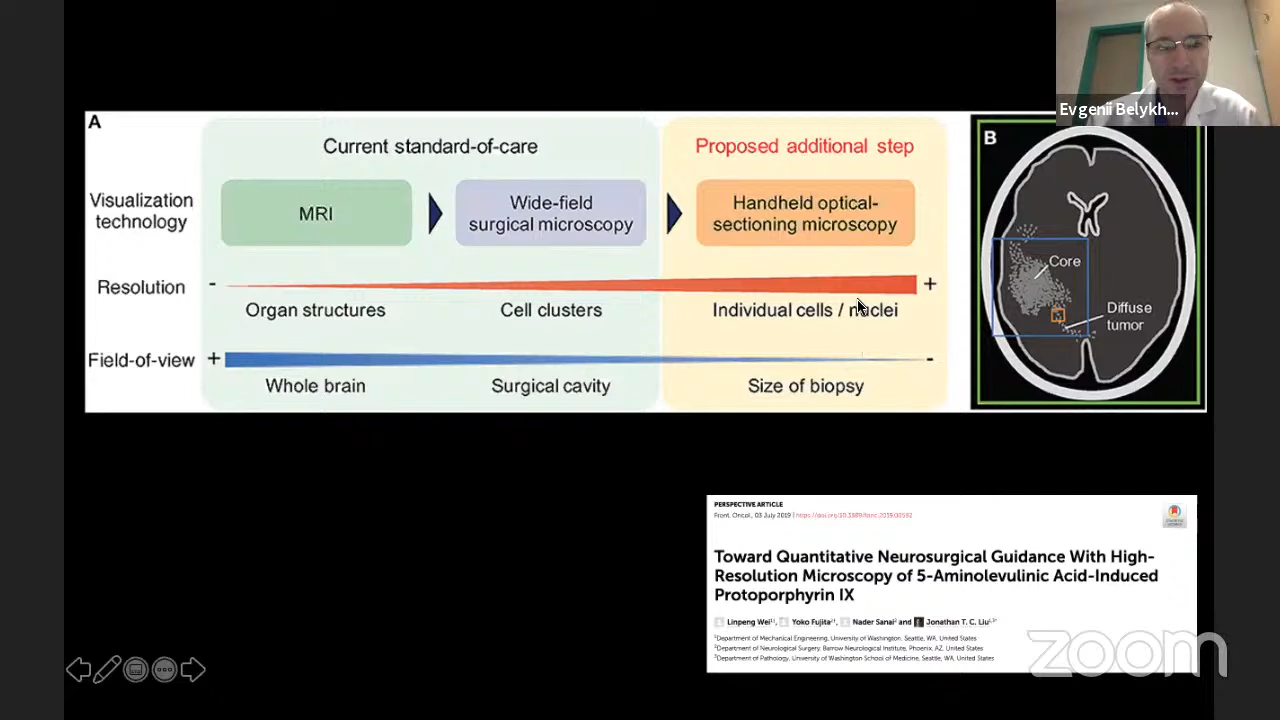 Evgenii Belykh...
A
Current standard-of-care
Proposed additional step
Visualization
technology
MRI
Wide-field
surgical microscopy
Handheld optical-
sectioning microscopy
Resolution
-
+
Organ structures
Cell clusters
Individual cells / nuclei
Field-of-view
+
-
Whole brain
Surgical cavity
Size of biopsy
B
Core
Diffuse
tumor
PERSPECTIVE ARTICLE
Front. Oncol., 03 July 2019 | https://doi.org/10.3389/fonc.2019.00592
Toward Quantitative Neurosurgical Guidance With High-
Resolution Microscopy of 5-Aminolevulinic Acid-Induced
Protoporphyrin IX
Linpeng Wei, Yoko Fujita, Nader Sanai and Jonathan T. C. Liu
1Department of Mechanical Engineering, University of Washington, Seattle, WA, United States
2Department of Neurological Surgery, Barrow Neurological Institute, Phoenix, AZ, United States
3Department of Pathology, University of Washington School of Medicine, Seattle, WA, United States
zoom